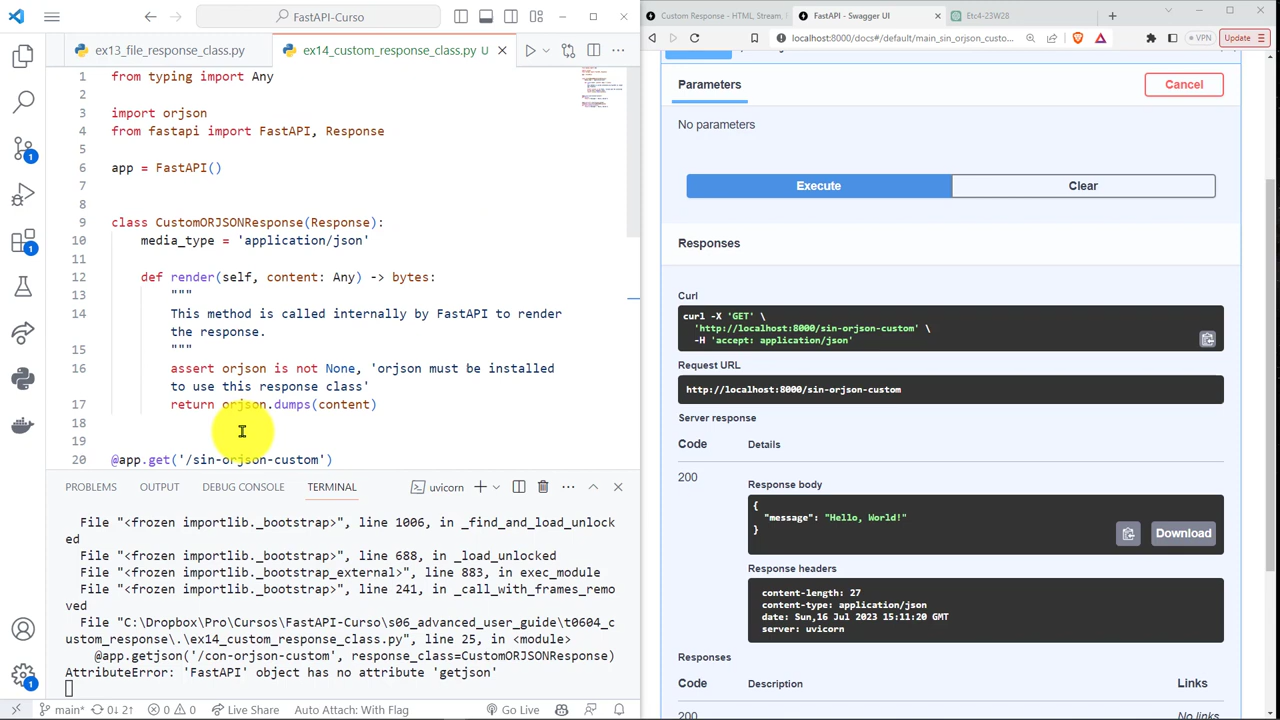 FastAPI-Curso
ex13_file_response_class.py
ex14_custom_response_class.py U
1 from typing import Any
2
3 import orjson
4 from fastapi import FastAPI, Response
5
6 app = FastAPI()
7
8
9 class CustomORJSONResponse(Response):
10 media_type = 'application/json'
11
12 def render(self, content: Any) -> bytes:
13 """
14 This method is called internally by FastAPI to render
the response.
15 """
16 assert orjson is not None, 'orjson must be installed
to use this response class'
17 return orjson.dumps(content)
18
19
20 @app.get('/sin-orjson-custom')
PROBLEMS OUTPUT DEBUG CONSOLE TERMINAL uvicorn
File "<frozen importlib._bootstrap>", line 1006, in _find_and_load_unlock
ed
File "<frozen importlib._bootstrap>", line 688, in _load_unlocked
File "<frozen importlib._bootstrap_external>", line 883, in exec_module
File "<frozen importlib._bootstrap>", line 241, in _call_with_frames_remo
ved
File "C:\Dropbox\Pro\Cursos\FastAPI-Curso\s06_advanced_user_guide\t0604_c
ustom_response\.\ex14_custom_response_class.py", line 25, in <module>
@app.getjson('/con-orjson-custom', response_class=CustomORJSONResponse)
AttributeError: 'FastAPI' object has no attribute 'getjson'
main* 0↓ 2↑ 0 0 Live Share Auto Attach: With Flag Go Live
1
1
1
Custom Response - HTML, Stream, F
FastAPI - Swagger UI
Etc4-23W28
localhost:8000/docs#/default/main_sin_orjson_custo...
VPN
Update
Parameters
Cancel
No parameters
Execute
Clear
Responses
Curl
curl -X 'GET' \
'http://localhost:8000/sin-orjson-custom' \
-H 'accept: application/json'
Request URL
http://localhost:8000/sin-orjson-custom
Server response
Code Details
200
Response body
{
"message": "Hello, World!"
}
Download
Response headers
content-length: 27
content-type: application/json
date: Sun,16 Jul 2023 15:11:20 GMT
server: uvicorn
Responses
Code Description Links
200